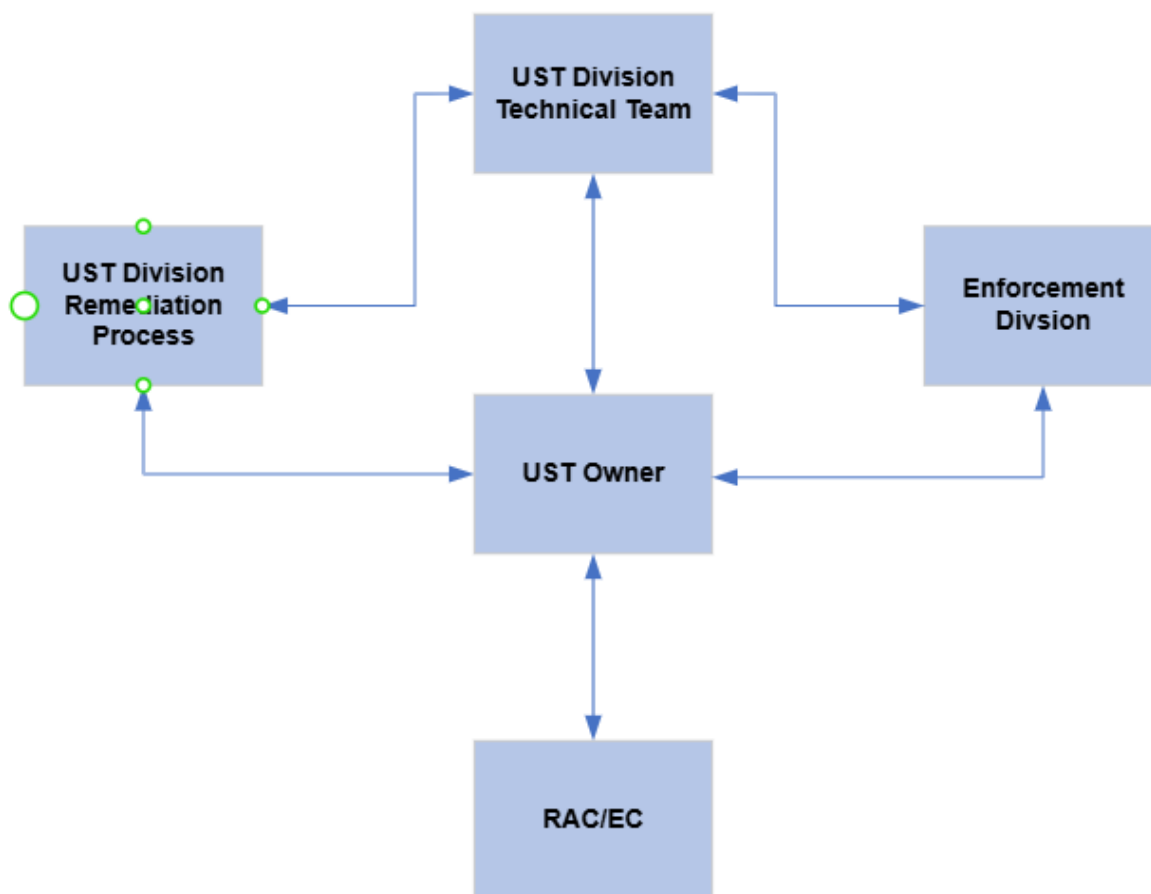 UST Division
Technical Team
UST Division
Remediation
Process
Enforcement
Divsion
UST Owner
RAC/EC